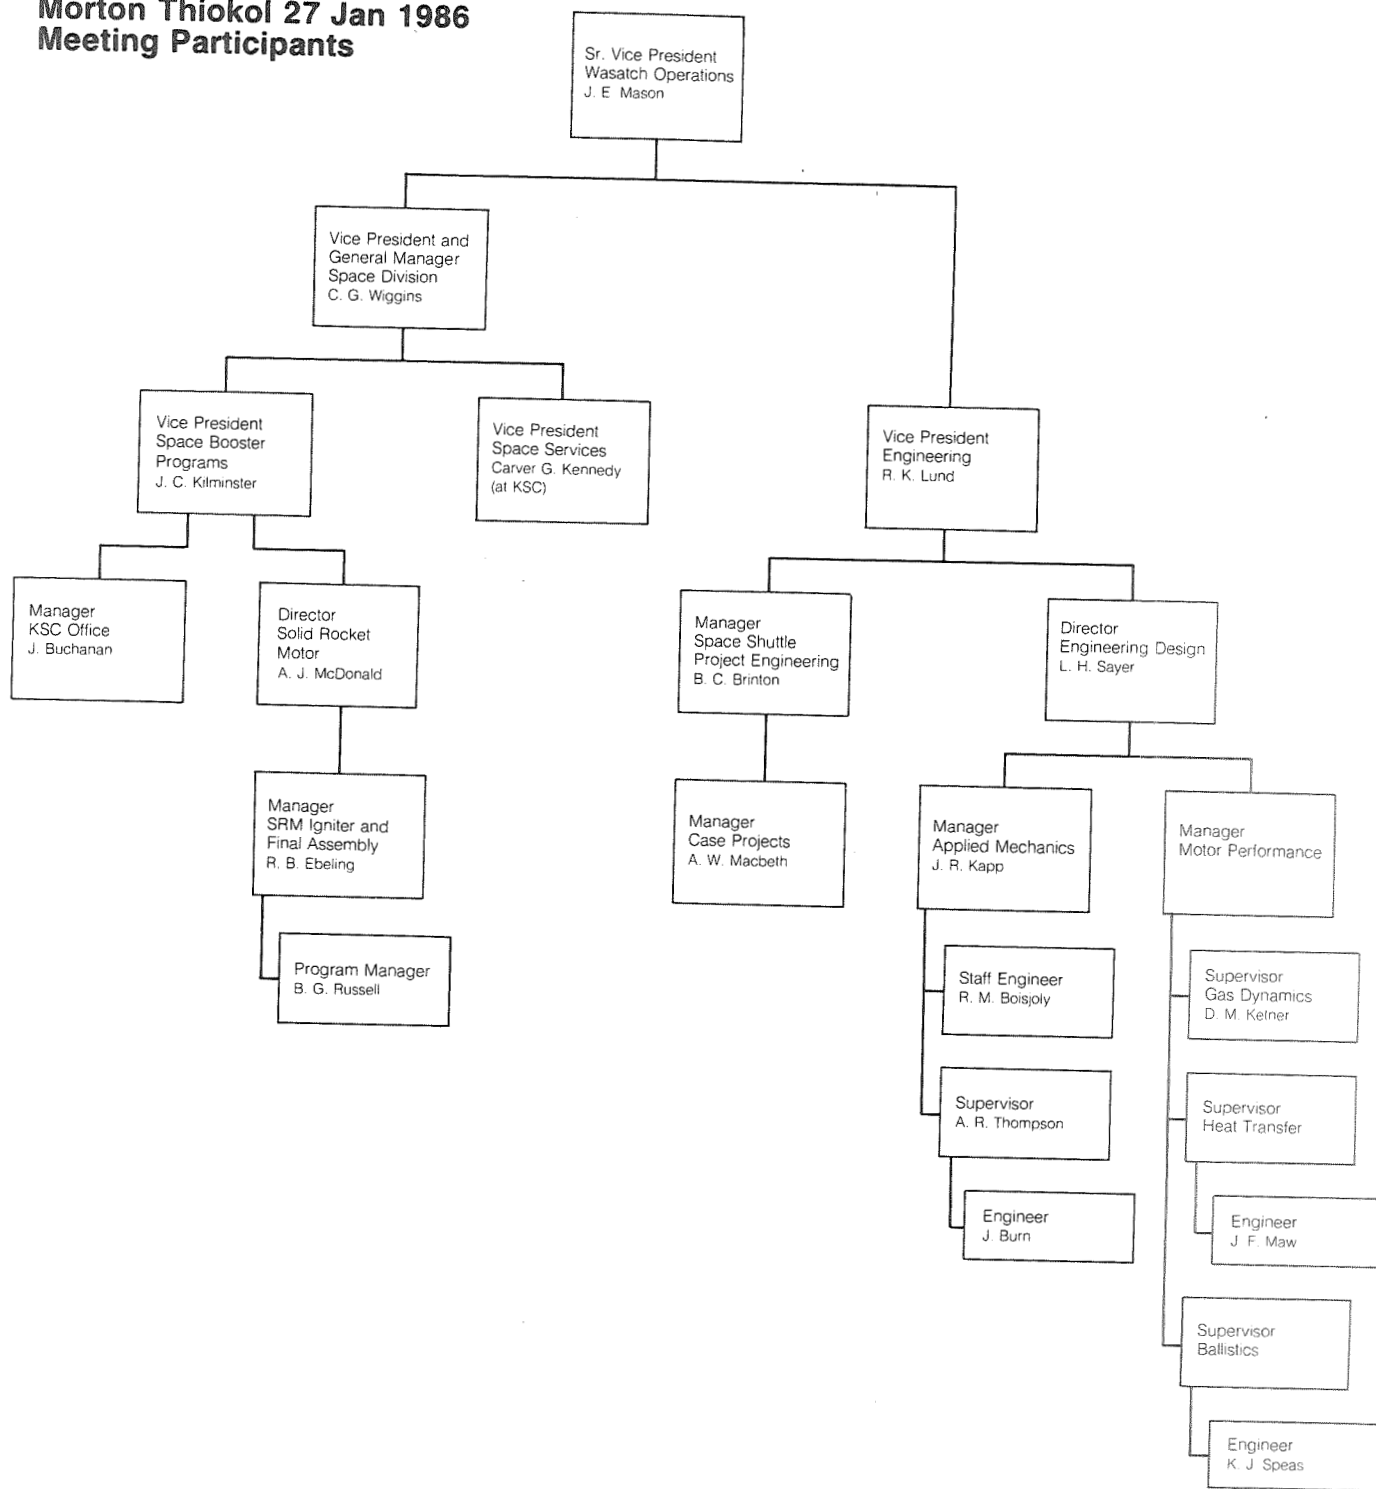 Morton Thiokol 27 Jan 1986
Meeting Participants
Sr. Vice President
Wasatch Operations
J. E Mason
Vice President and
General Manager
Space Division
C. G. Wiggins
Vice President
Space Booster
Programs
J. C. Kilminster
Vice President
Space Services
Carver G. Kennedy
(at KSC)
Vice President
Engineering
R. K. Lund
Manager
KSC Office
J. Buchanan
Director
Solid Rocket
Motor
A. J. McDonald
Manager
Space Shuttle
Project Engineering
B. C. Brinton
Director
Engineering Design
L. H. Sayer
Manager
SRM Igniter and
Final Assembly
R. B. Ebeling
Manager
Case Projects
A. W. Macbeth
Manager
Applied Mechanics
J. R. Kapp
Manager
Motor Performance
Program Manager
B. G. Russell
Staff Engineer
R. M. Boisjoly
Supervisor
Gas Dynamics
D. M. Ketner
Supervisor
A. R. Thompson
Supervisor
Heat Transfer
Engineer
J. Burn
Engineer
J F. Maw
Supervisor
Ballistics
Engineer
K. J Speas